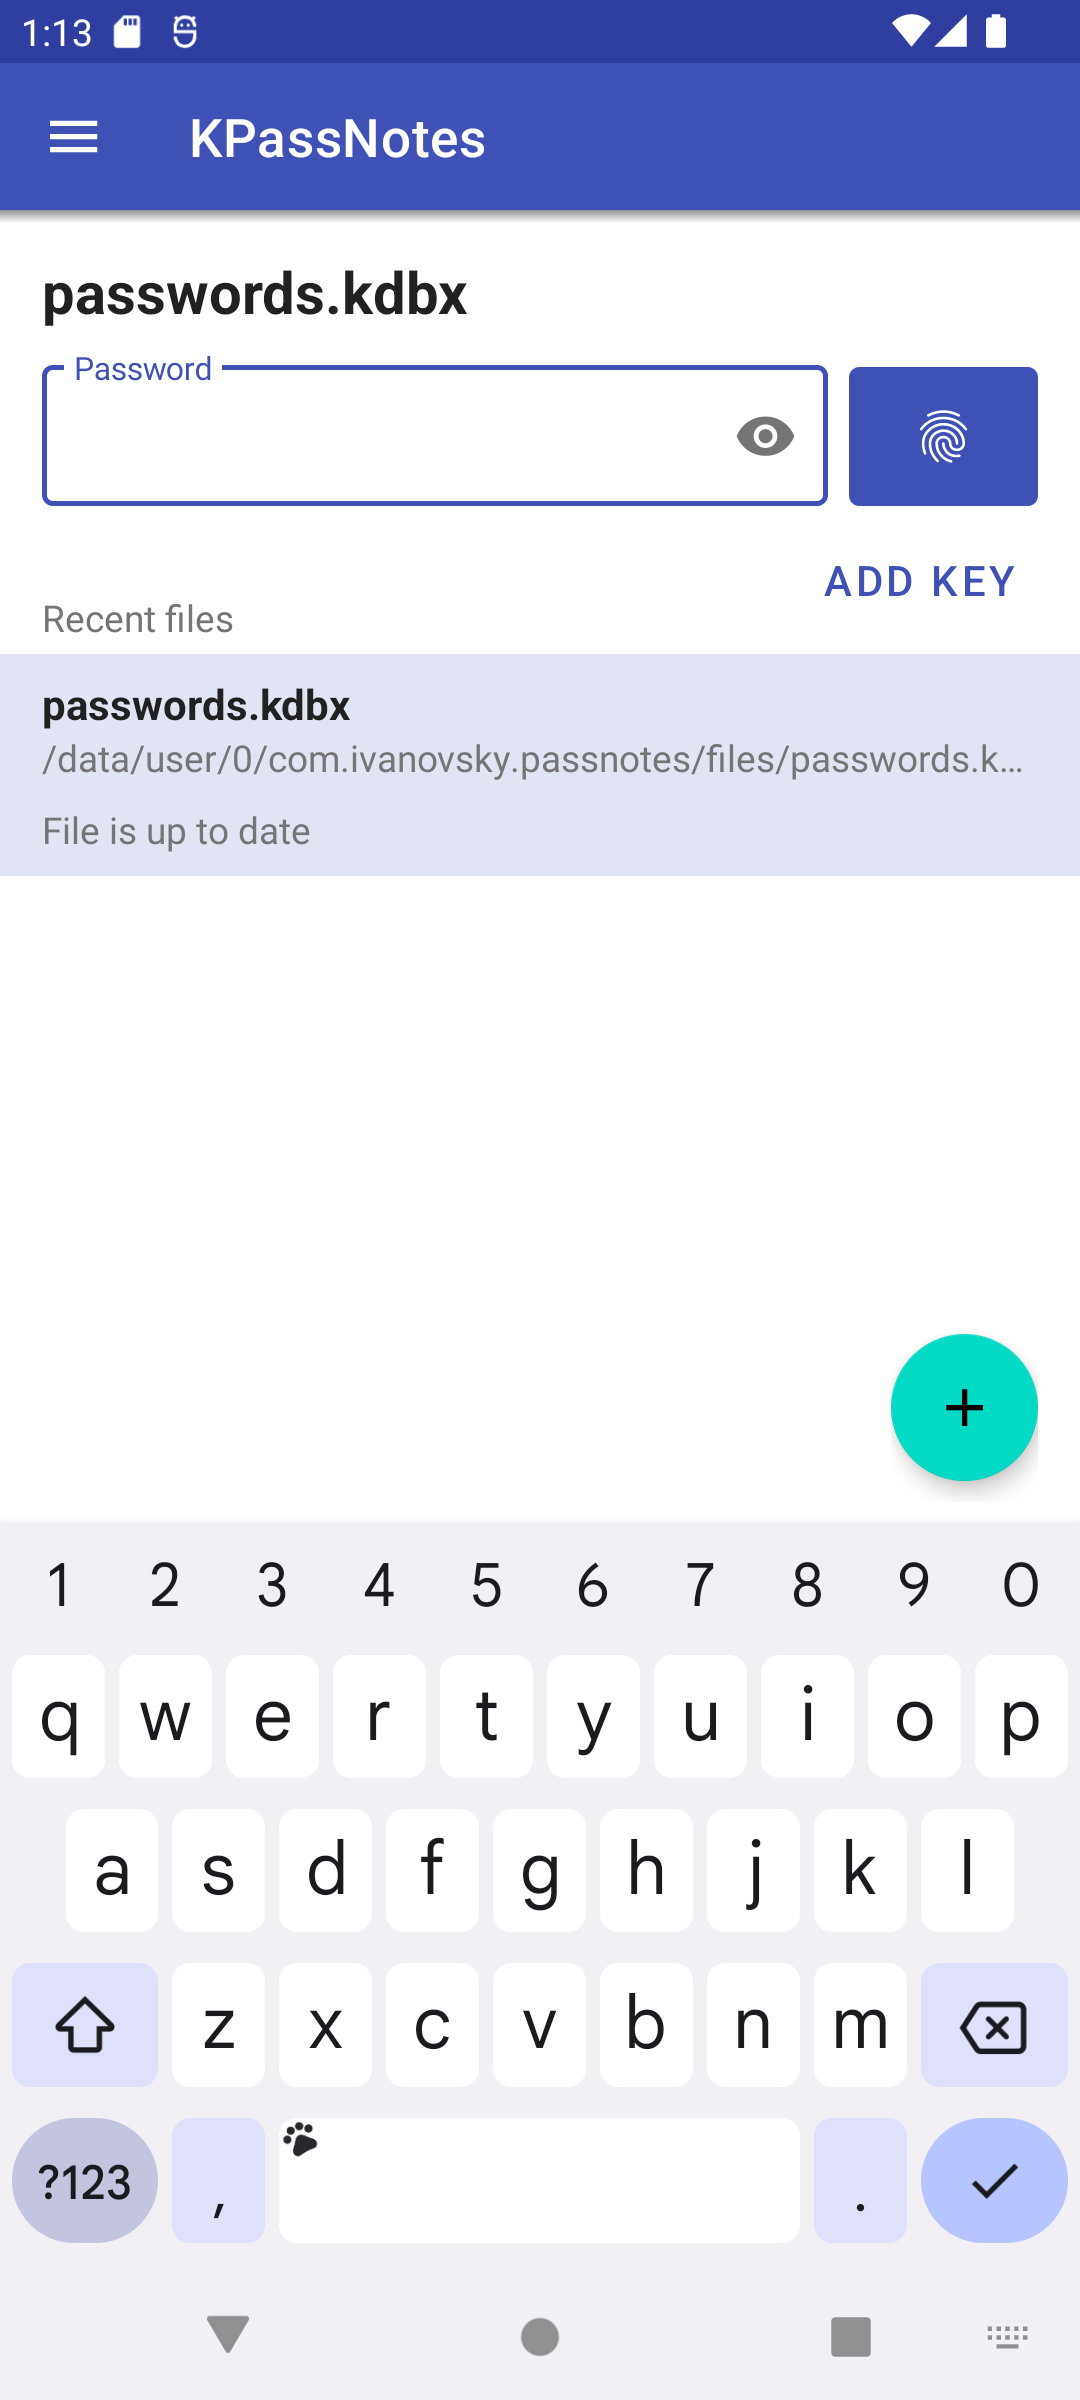 1:13
KPassNotes
passwords.kdbx
Password
ADD KEY
Recent files
passwords.kdbx
/data/user/0/com.ivanovsky.passnotes/files/passwords.k...
File is up to date
1 2 3 4 5 6 7 8 9 0
q w e r t y u i o p
a s d f g h j k l
z x c v b n m
?123 , .